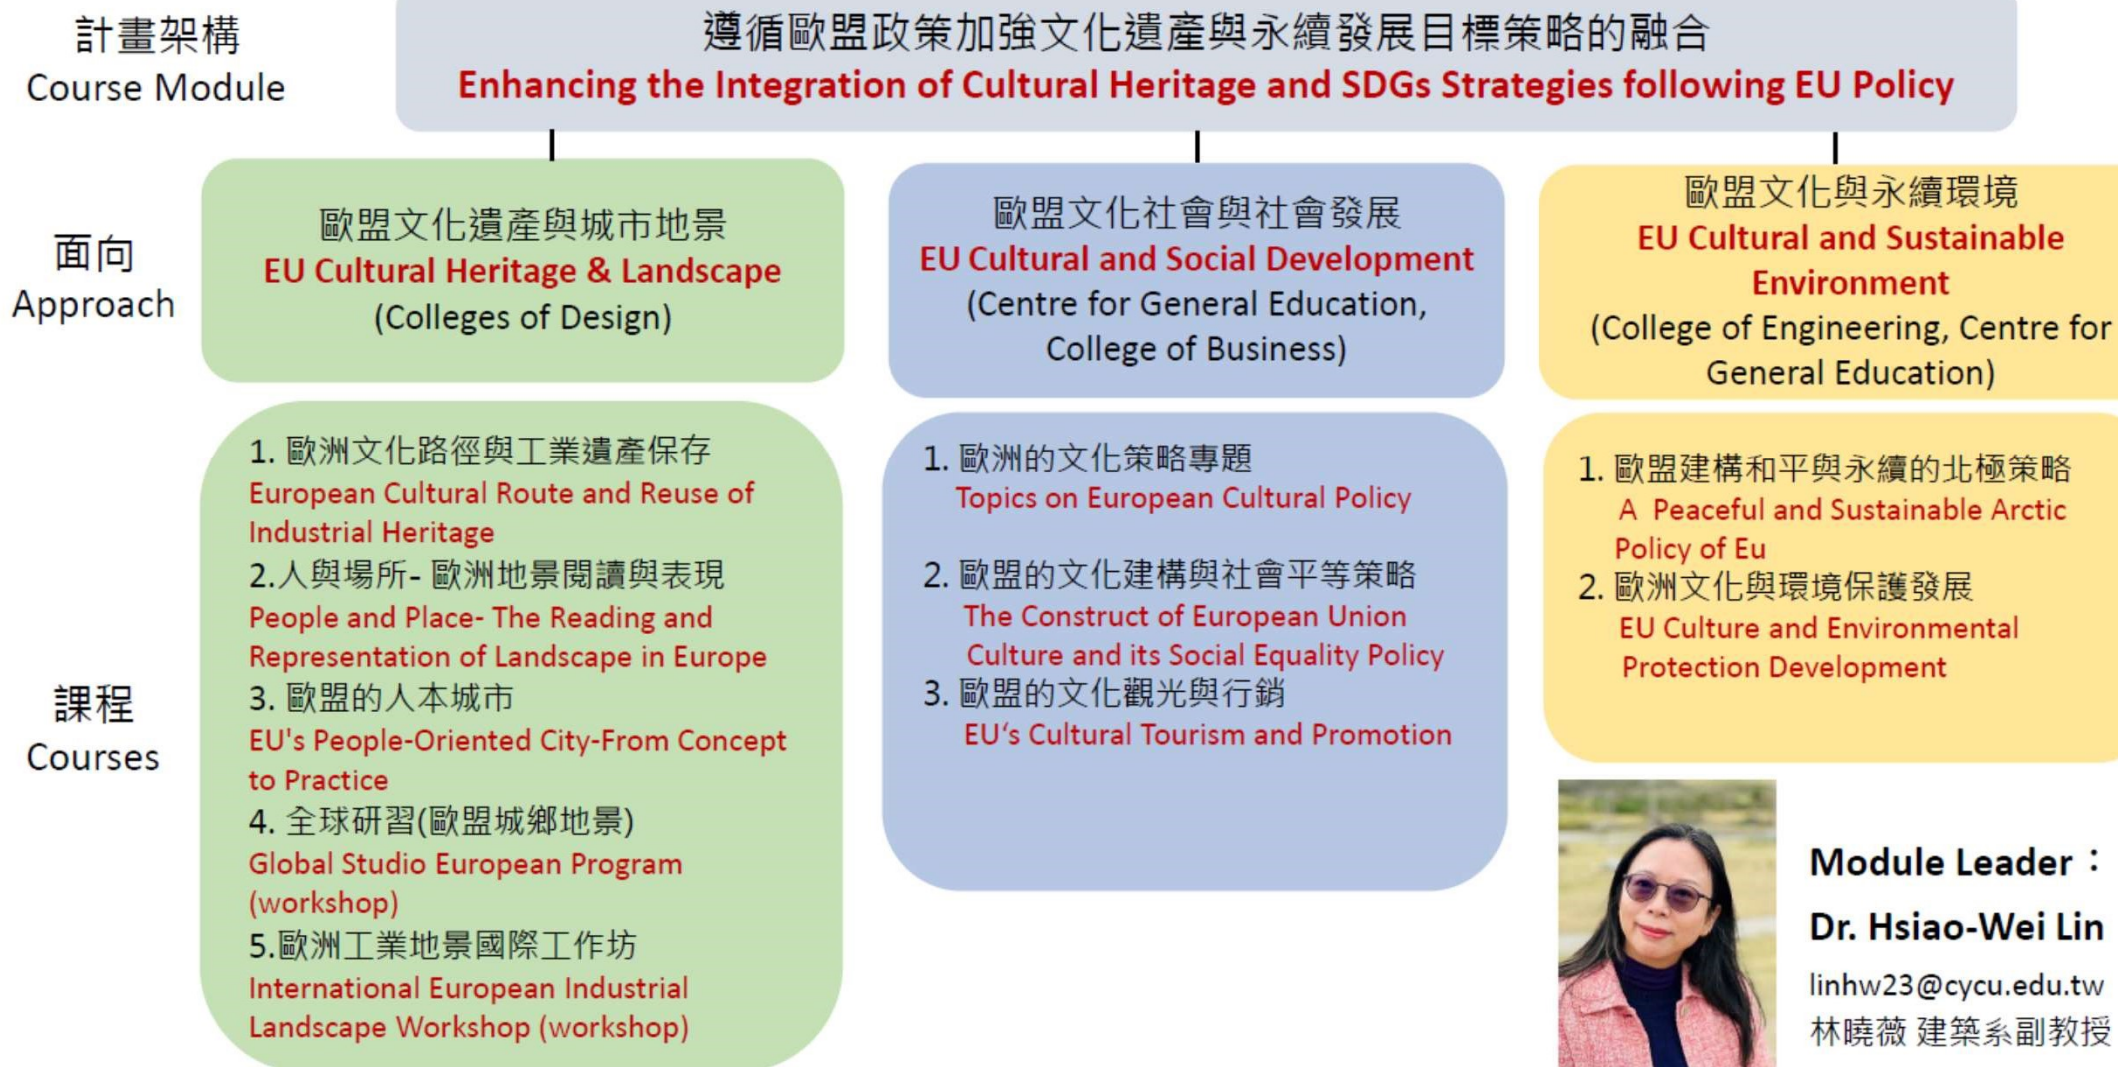 計畫架構
Course Module
遵循歐盟政策加強文化遺產與永續發展目標策略的融合
Enhancing the Integration of Cultural Heritage and SDGs Strategies following EU Policy
面向
Approach
歐盟文化遺產與城市地景
EU Cultural Heritage & Landscape
(Colleges of Design)
歐盟文化社會與社會發展
EU Cultural and Social Development
(Centre for General Education,
College of Business)
歐盟文化與永續環境
EU Cultural and Sustainable
Environment
(College of Engineering, Centre for
General Education)
課程
Courses
1. 歐洲文化路徑與工業遺產保存
European Cultural Route and Reuse of
Industrial Heritage
2.人與場所- 歐洲地景閱讀與表現
People and Place- The Reading and
Representation of Landscape in Europe
3. 歐盟的人本城市
EU's People-Oriented City-From Concept
to Practice
4. 全球研習(歐盟城鄉地景)
Global Studio European Program
(workshop)
5.歐洲工業地景國際工作坊
International European Industrial
Landscape Workshop (workshop)
1. 歐洲的文化策略專題
Topics on European Cultural Policy
2. 歐盟的文化建構與社會平等策略
The Construct of European Union
Culture and its Social Equality Policy
3. 歐盟的文化觀光與行銷
EU‘s Cultural Tourism and Promotion
1. 歐盟建構和平與永續的北極策略
A Peaceful and Sustainable Arctic
Policy of Eu
2. 歐洲文化與環境保護發展
EU Culture and Environmental
Protection Development
Module Leader：
Dr. Hsiao-Wei Lin
linhw23@cycu.edu.tw
林曉薇 建築系副教授